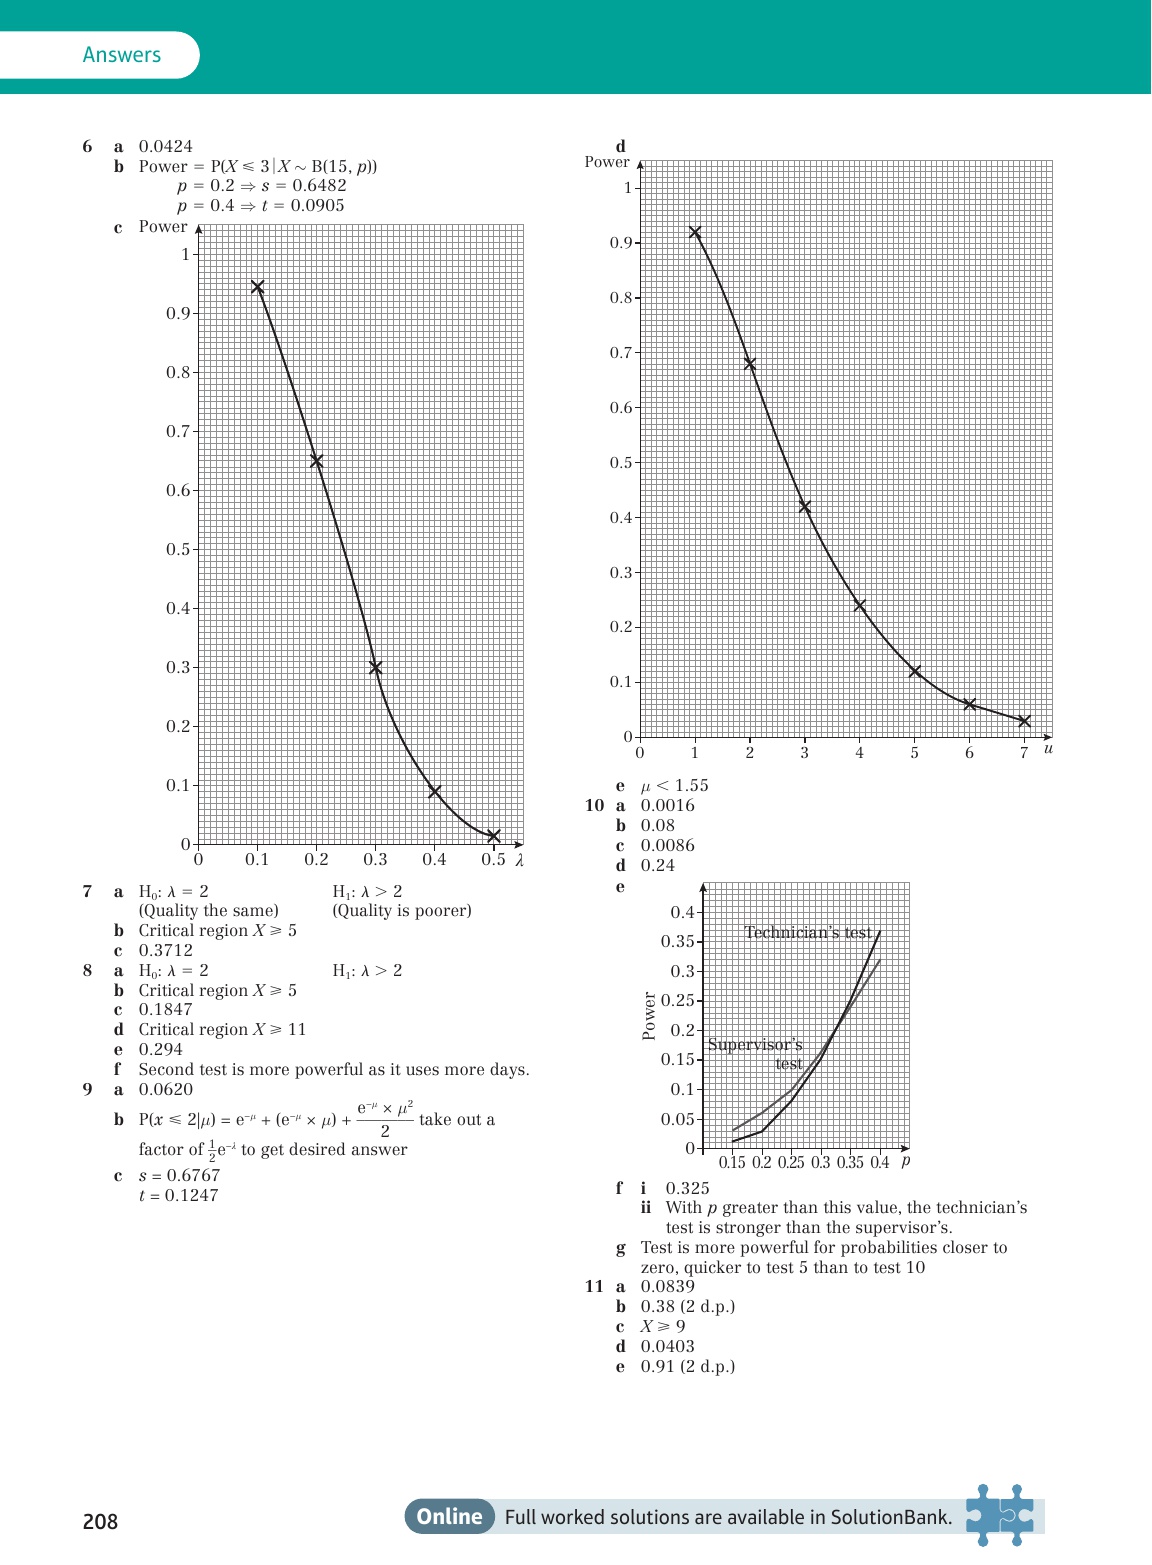 Answers
6 a 0.0424
b Power = P(X ⩽ 3|X ∼ B(15, p))
p = 0.2 ⇒ s = 0.6482
p = 0.4 ⇒ t = 0.0905
c Power
1
0.9
0.8
0.7
0.6
0.5
0.4
0.3
0.2
0.1
0
0 0.1 0.2 0.3 0.4 0.5 λ
7 a H₀: λ = 2 H₁: λ > 2
(Quality the same) (Quality is poorer)
b Critical region X ⩾ 5
c 0.3712
8 a H₀: λ = 2 H₁: λ > 2
b Critical region X ⩾ 5
c 0.1847
d Critical region X ⩾ 11
e 0.294
f Second test is more powerful as it uses more days.
9 a 0.0620
b P(x ⩽ 2|μ) = e⁻μ + (e⁻μ × μ) + e⁻μ × μ² / 2 take out a
factor of ½e⁻λ to get desired answer
c s = 0.6767
t = 0.1247
d
Power
1
0.9
0.8
0.7
0.6
0.5
0.4
0.3
0.2
0.1
0
0 1 2 3 4 5 6 7 u
e μ < 1.55
10 a 0.0016
b 0.08
c 0.0086
d 0.24
e
0.4
0.35
0.3
0.25
0.2
0.15
0.1
0.05
0
Power
Technician's test
Supervisor's
test
0.15 0.2 0.25 0.3 0.35 0.4 p
f i 0.325
ii With p greater than this value, the technician's
test is stronger than the supervisor's.
g Test is more powerful for probabilities closer to
zero, quicker to test 5 than to test 10
11 a 0.0839
b 0.38 (2 d.p.)
c X ⩾ 9
d 0.0403
e 0.91 (2 d.p.)
208
Online Full worked solutions are available in SolutionBank.